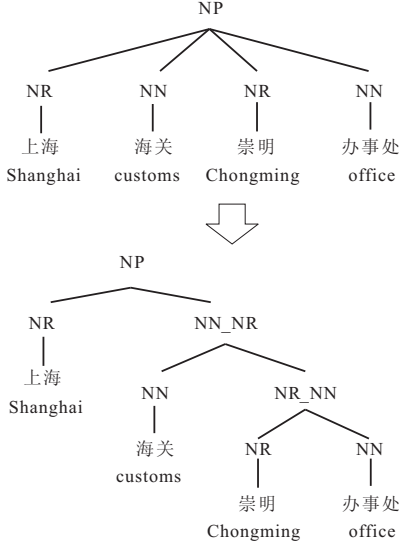 NP
NR NN NR NN
上海 海关 崇明 办事处
Shanghai customs Chongming office
NP
NR NN_NR
上海 NN NR_NN
Shanghai
海关 NR NN
customs
崇明 办事处
Chongming office